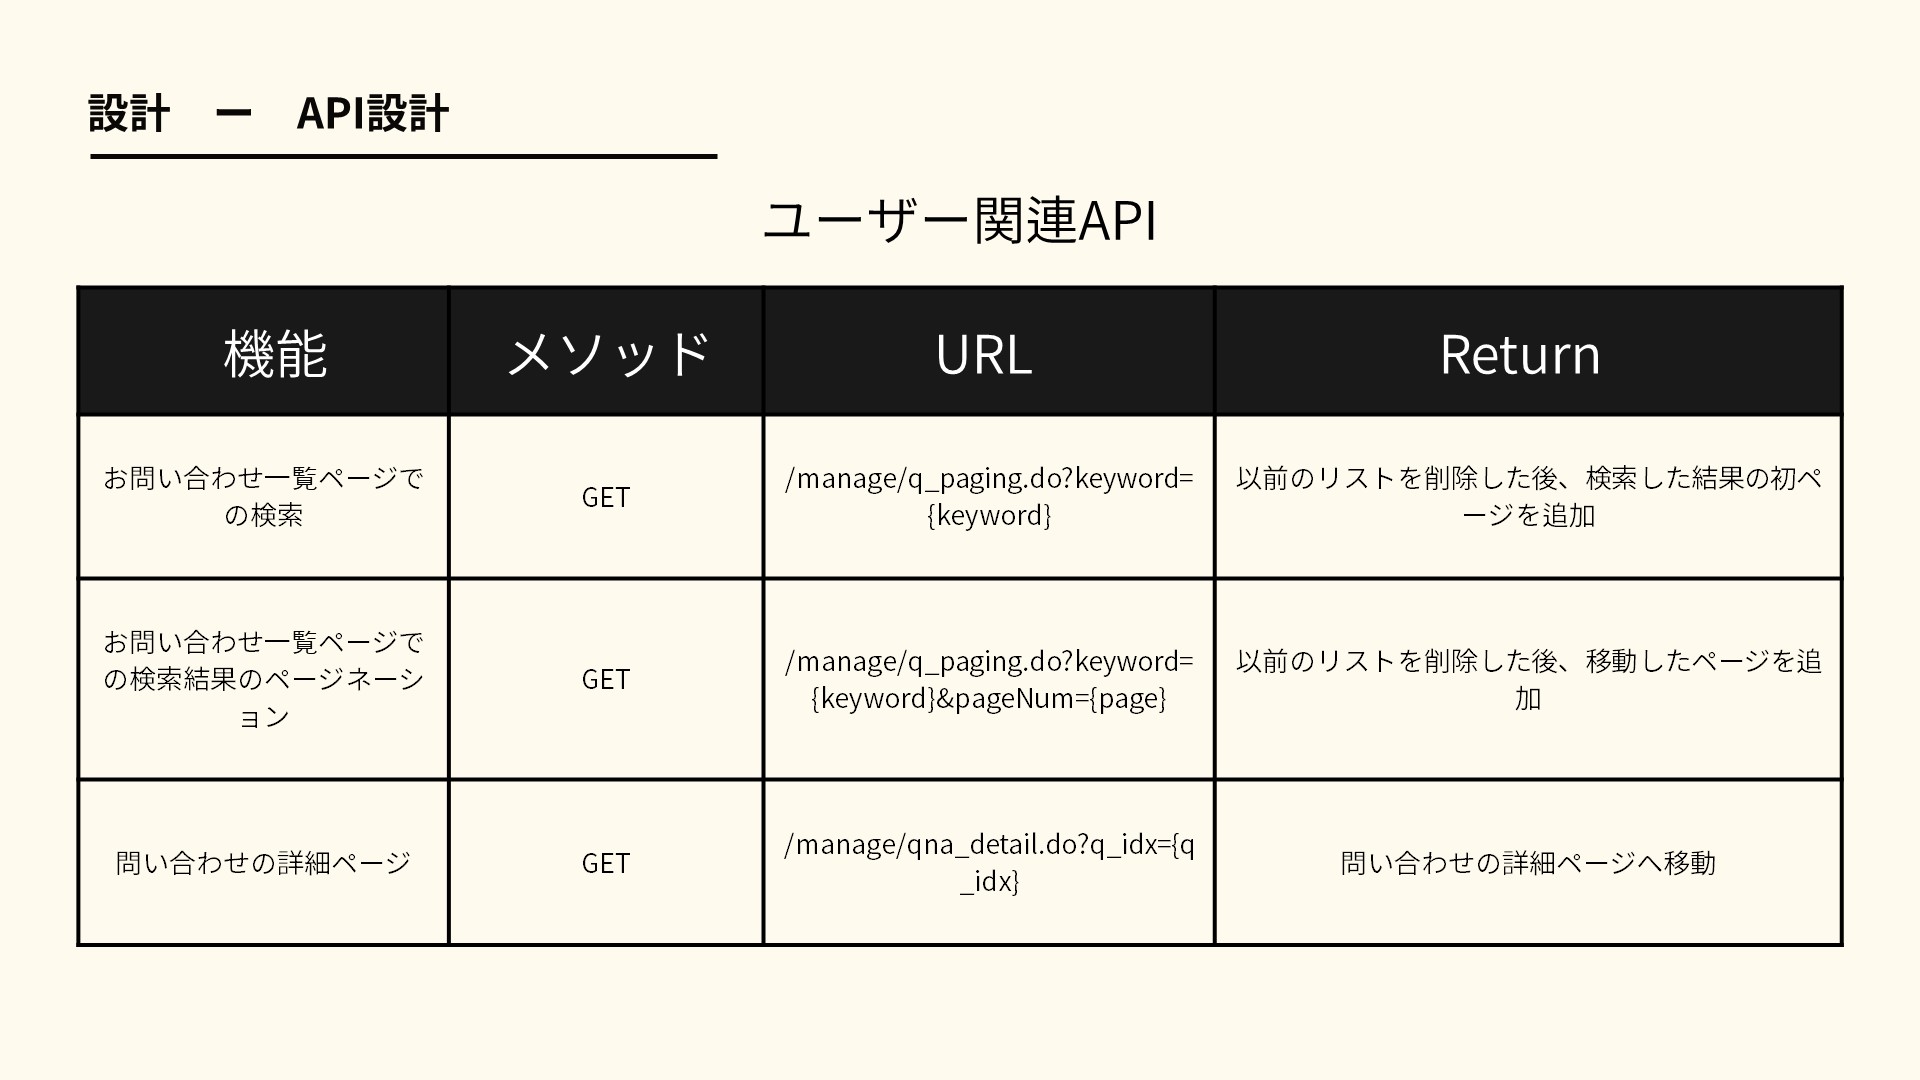 設計　ー　API設計
ユーザー関連API
機能
メソッド
URL
Return
お問い合わせ一覧ページで
の検索
GET
/manage/q_paging.do?keyword=
{keyword}
以前のリストを削除した後、検索した結果の初ペ
ージを追加
お問い合わせ一覧ページで
の検索結果のページネーシ
ョン
GET
/manage/q_paging.do?keyword=
{keyword}&pageNum={page}
以前のリストを削除した後、移動したページを追
加
問い合わせの詳細ページ
GET
/manage/qna_detail.do?q_idx={q
_idx}
問い合わせの詳細ページへ移動